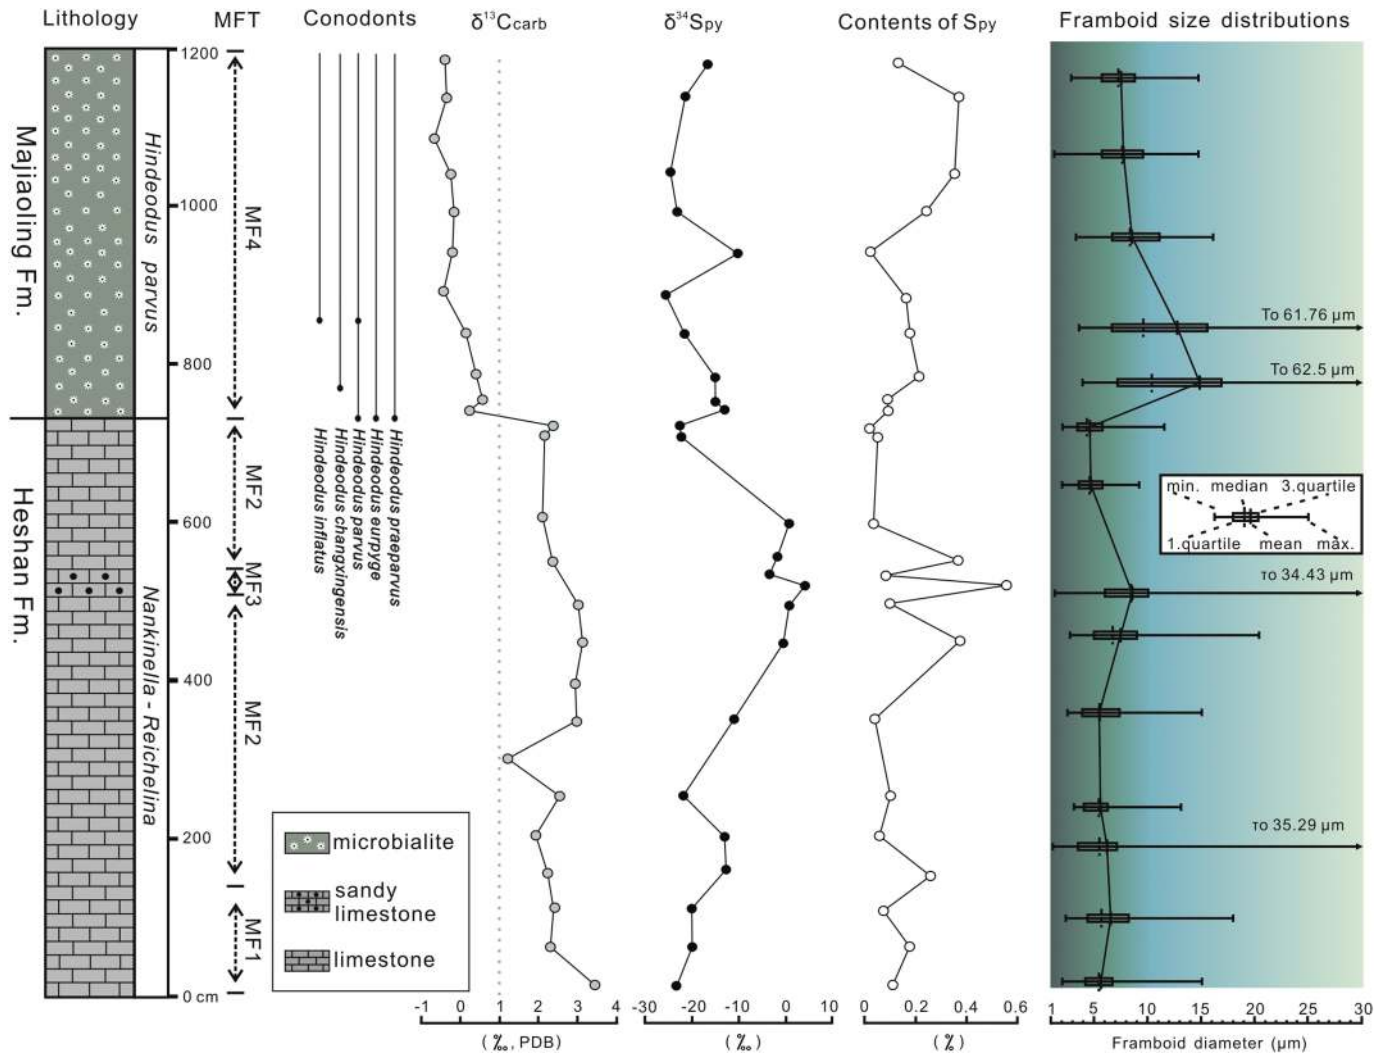 Lithology MFT Conodonts δ¹³Ccarb δ³⁴Spy Contents of Spy Framboid size distributions
Majiaoling Fm.
Heshan Fm.
Hindeodus parvus
Nankinella - Reichelina
1200
1000
800
600
400
200
0 cm
MF4
MF2
MF3
MF2
MF1
Hindeodus inflatus
Hindeodus changxingensis
Hindeodus parvus
Hindeodus eurpyge
Hindeodus praeparvus
microbialite
sandy
limestone
limestone
To 61.76 µm
To 62.5 µm
min. median 3.quartile
1.quartile mean max.
To 34.43 µm
To 35.29 µm
-1 0 2 3 4
-30 -10 0 10
0 0.2 0.4 0.6
1 5 10 15 20 25 30
(‰, PDB)
(‰)
(%)
Framboid diameter (µm)